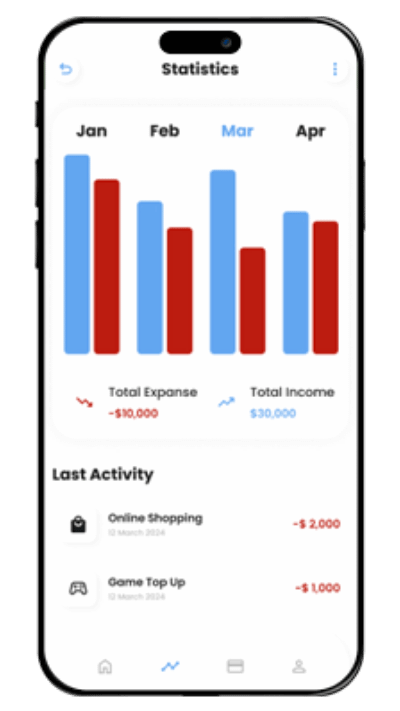 Statistics
Jan Feb Mar Apr
Total Expanse Total Income
-$10,000 $30,000
Last Activity
Online Shopping -$ 2,000
12 March 2024
Game Top Up -$ 1,000
12 March 2024